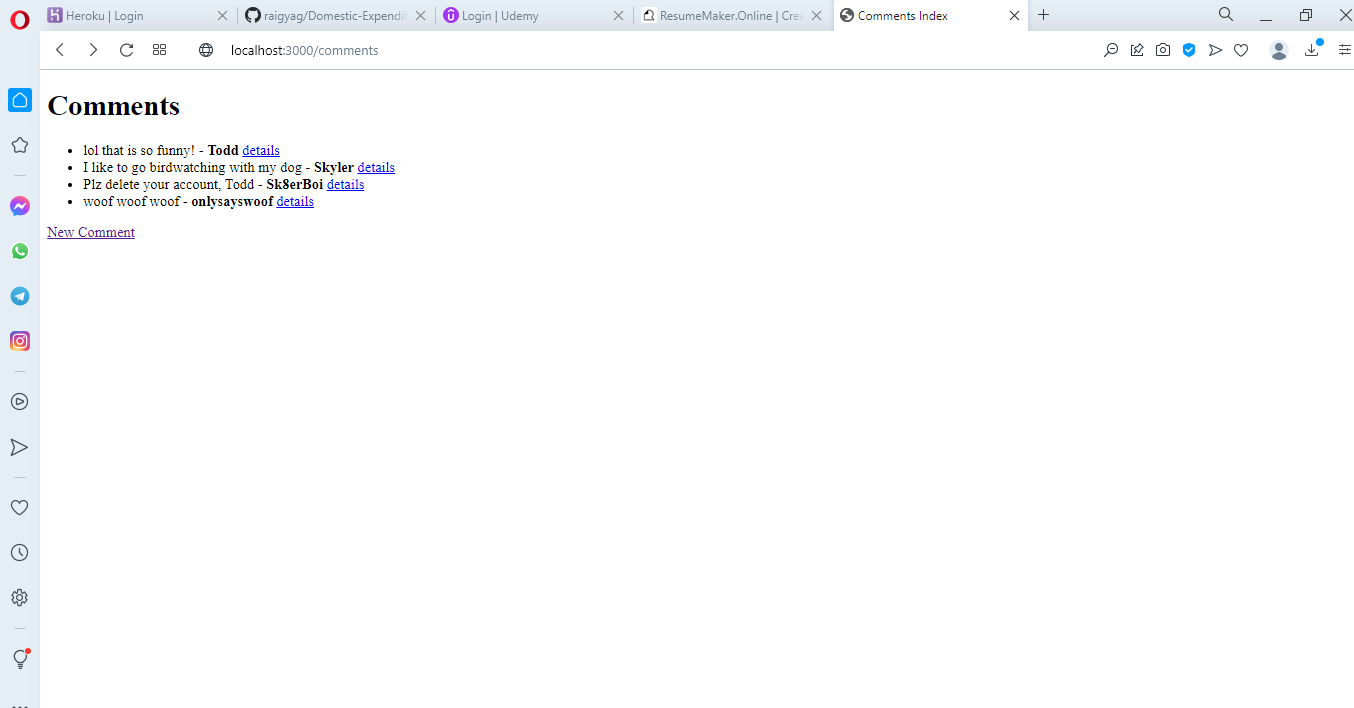 Heroku | Login
raigyag/Domestic-Expendit
Login | Udemy
ResumeMaker.Online | Crea
Comments Index
localhost:3000/comments
Comments
lol that is so funny! - Todd details
I like to go birdwatching with my dog - Skyler details
Plz delete your account, Todd - Sk8erBoi details
woof woof woof - onlysayswoof details
New Comment